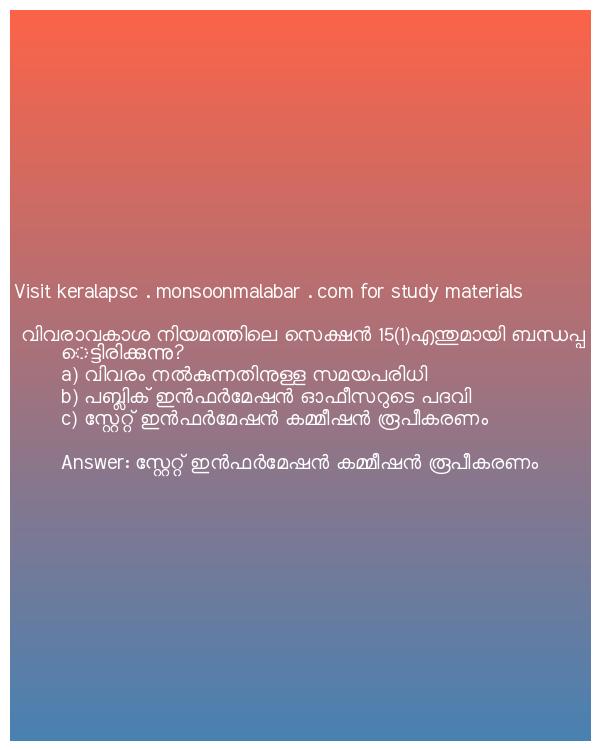 Visit keralapsc . monsoonmalabar . com for study materials
വിവരാവകാശ നിയമത്തിലെ സെക്ഷൻ 15(1)എന്തുമായി ബന്ധപ്പ
െട്ടിരിക്കുന്നു?
a) വിവരം നൽകുന്നതിനുള്ള സമയപരിധി
b) പബ്ലിക് ഇൻഫർമേഷൻ ഓഫീസറുടെ പദവി
c) സ്റ്റേറ്റ് ഇൻഫർമേഷൻ കമ്മീഷൻ രൂപീകരണം
Answer: സ്റ്റേറ്റ് ഇൻഫർമേഷൻ കമ്മീഷൻ രൂപീകരണം